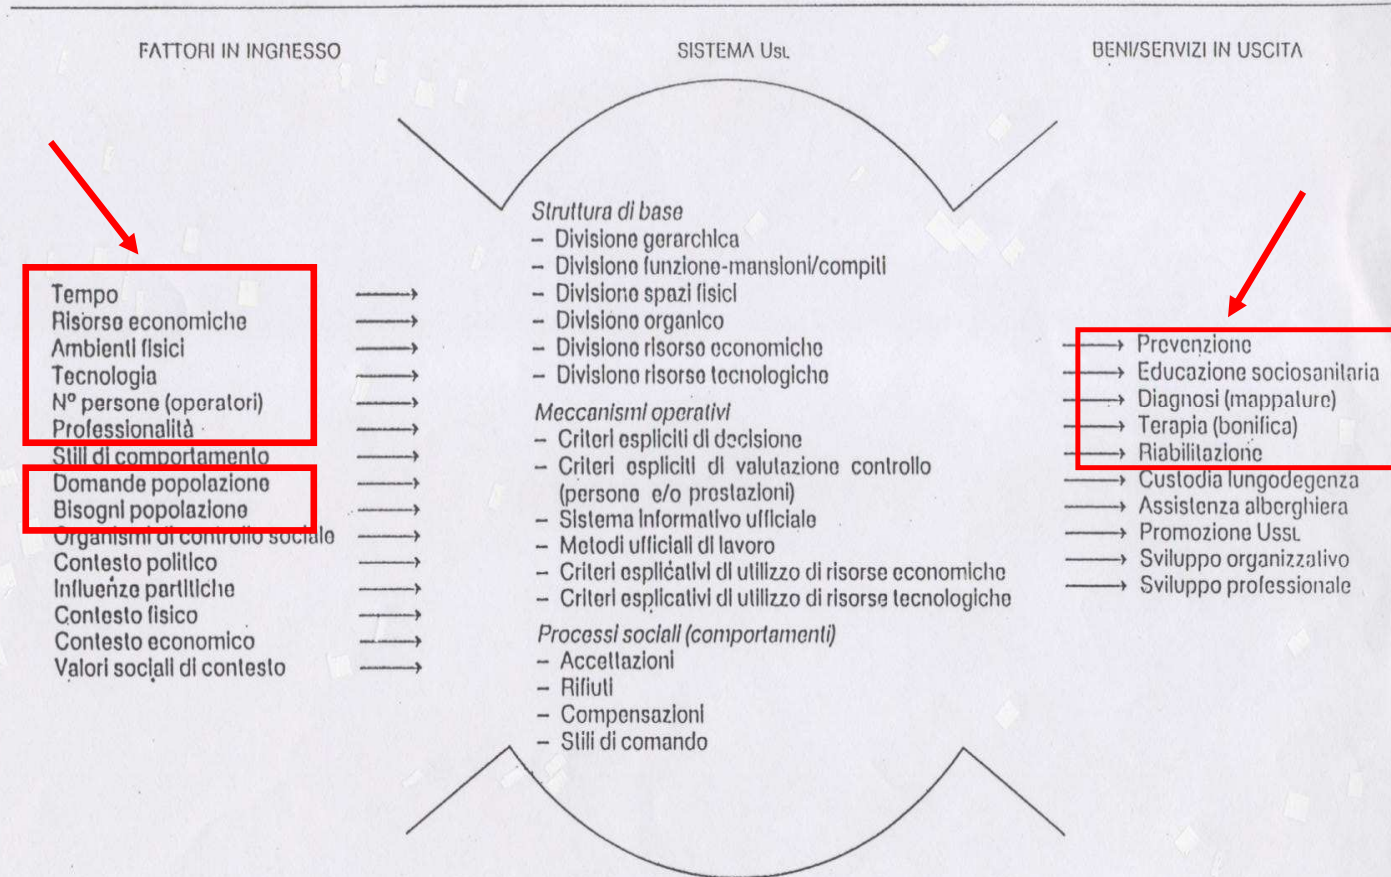 FATTORI IN INGRESSO
Tempo
Risorse economiche
Ambienti fisici
Tecnologia
N° persone (operatori)
Professionalità
Stili di comportamento
Domande popolazione
Bisogni popolazione
Organismi di controllo sociale
Contesto politico
Influenze partitiche
Contesto fisico
Contesto economico
Valori sociali di contesto
SISTEMA USL
Struttura di base
– Divisione gerarchica
– Divisione funzione-mansioni/compiti
– Divisione spazi fisici
– Divisione organico
– Divisione risorse economiche
– Divisione risorse tecnologiche
Meccanismi operativi
– Criteri espliciti di decisione
– Criteri espliciti di valutazione controllo
(persone e/o prestazioni)
– Sistema informativo ufficiale
– Metodi ufficiali di lavoro
– Criteri esplicativi di utilizzo di risorse economiche
– Criteri esplicativi di utilizzo di risorse tecnologiche
Processi sociali (comportamenti)
– Accettazioni
– Rifiuti
– Compensazioni
– Stili di comando
BENI/SERVIZI IN USCITA
Prevenzione
Educazione sociosanitaria
Diagnosi (mappature)
Terapia (bonifica)
Riabilitazione
Custodia lungodegenza
Assistenza alberghiera
Promozione USSL
Sviluppo organizzativo
Sviluppo professionale